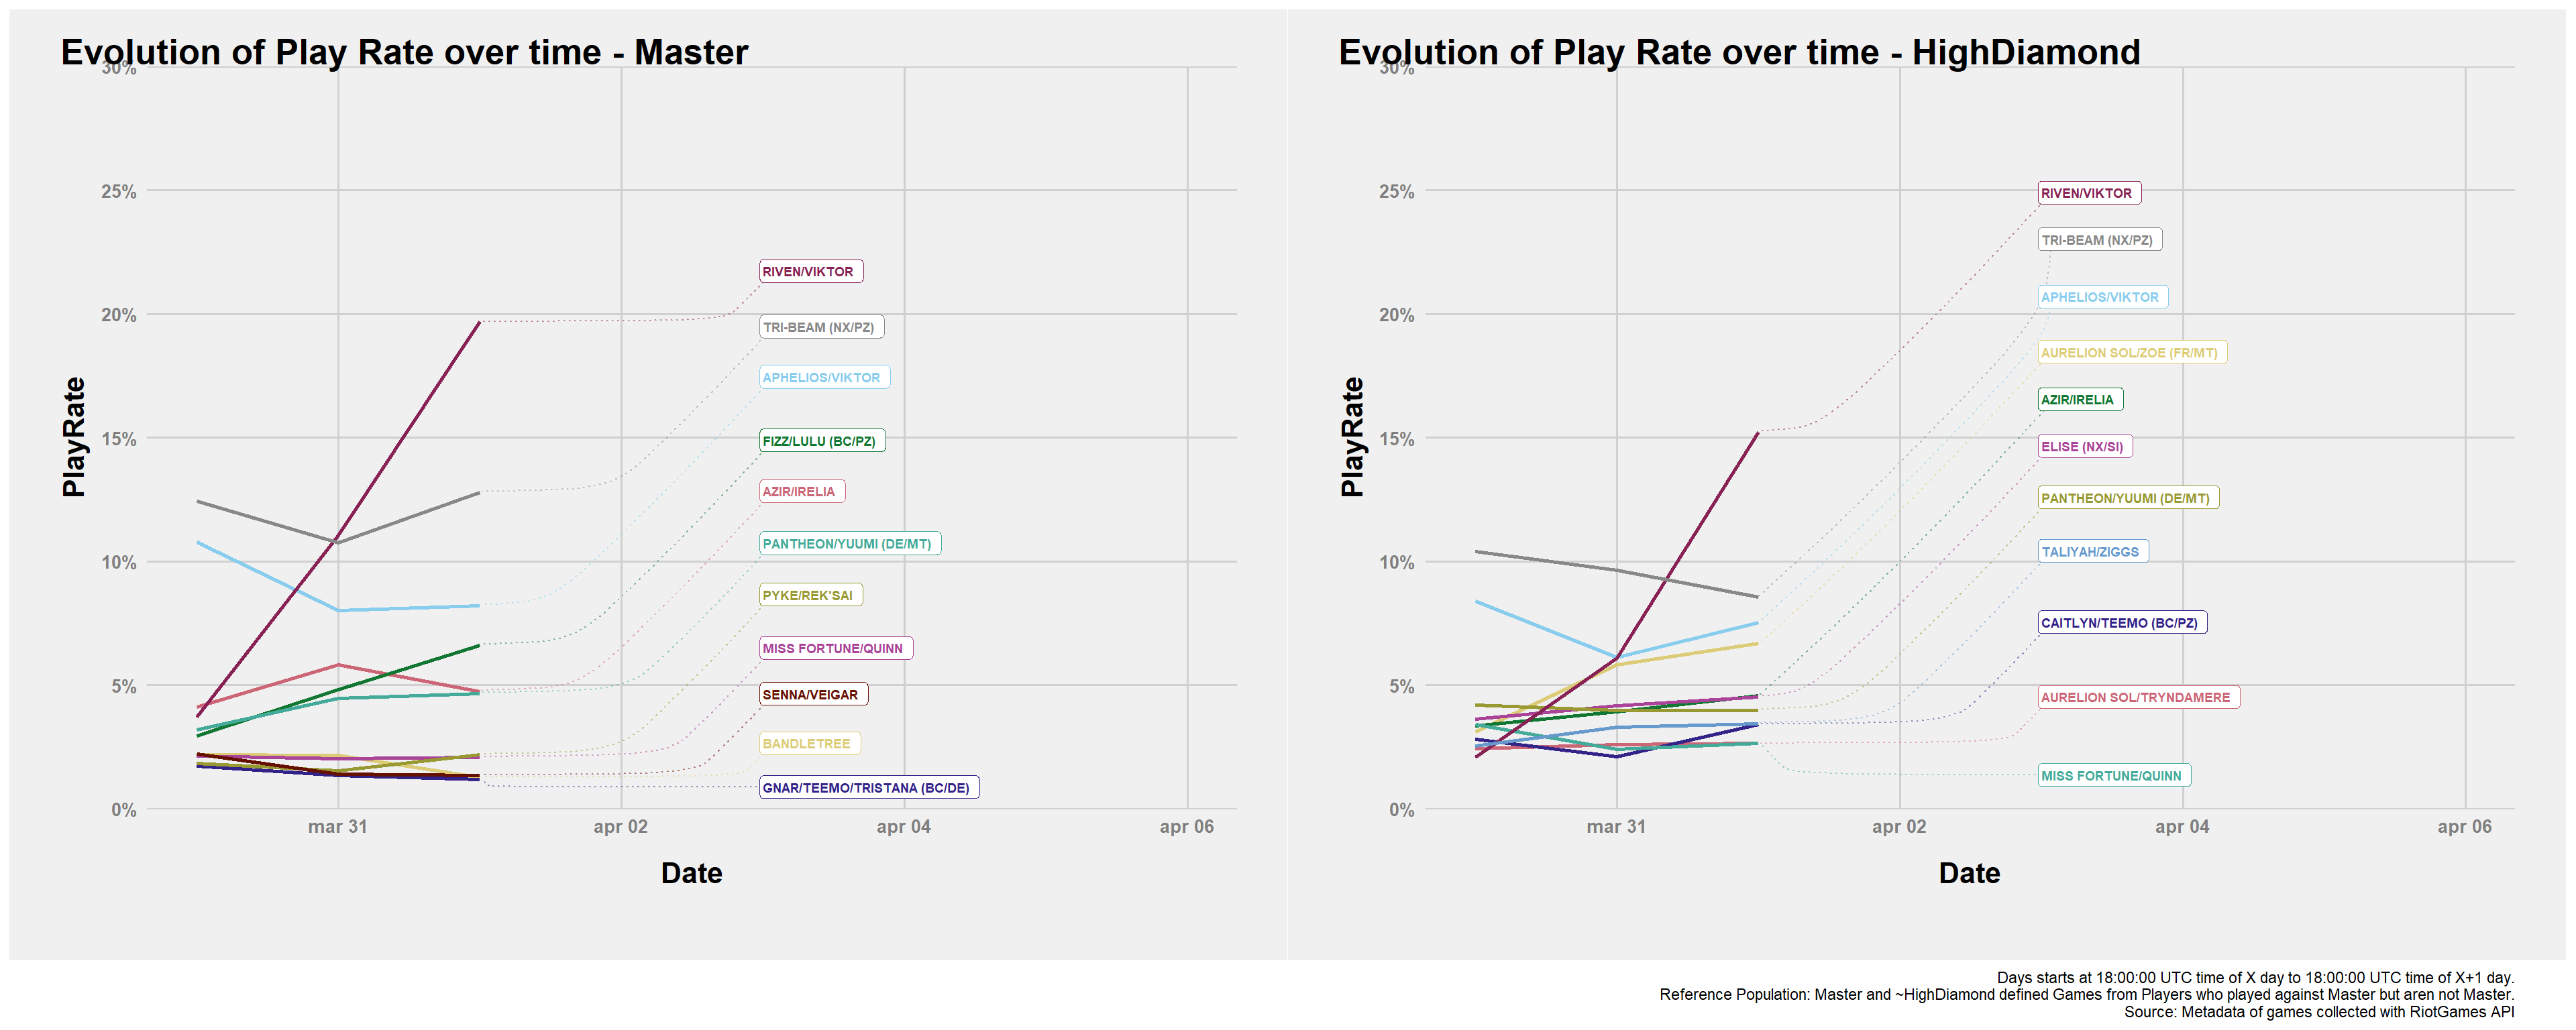 Evolution of Play Rate over time - Master
30%
25%
20%
15%
10%
5%
0%
PlayRate
RIVEN/VIKTOR
TRI-BEAM (NX/PZ)
APHELIOS/VIKTOR
FIZZ/LULU (BC/PZ)
AZIR/IRELIA
PANTHEON/YUUMI (DE/MT)
PYKE/REK'SAI
MISS FORTUNE/QUINN
SENNA/VEIGAR
BANDLETREE
GNAR/TEEMO/TRISTANA (BC/DE)
mar 31
apr 02
apr 04
apr 06
Date
Evolution of Play Rate over time - HighDiamond
30%
25%
20%
15%
10%
5%
0%
PlayRate
RIVEN/VIKTOR
TRI-BEAM (NX/PZ)
APHELIOS/VIKTOR
AURELION SOL/ZOE (FR/MT)
AZIR/IRELIA
ELISE (NX/SI)
PANTHEON/YUUMI (DE/MT)
TALIYAH/ZIGGS
CAITLYN/TEEMO (BC/PZ)
AURELION SOL/TRYNDAMERE
MISS FORTUNE/QUINN
mar 31
apr 02
apr 04
apr 06
Date
Days starts at 18:00:00 UTC time of X day to 18:00:00 UTC time of X+1 day.
Reference Population: Master and ~HighDiamond defined Games from Players who played against Master but aren not Master.
Source: Metadata of games collected with RiotGames API